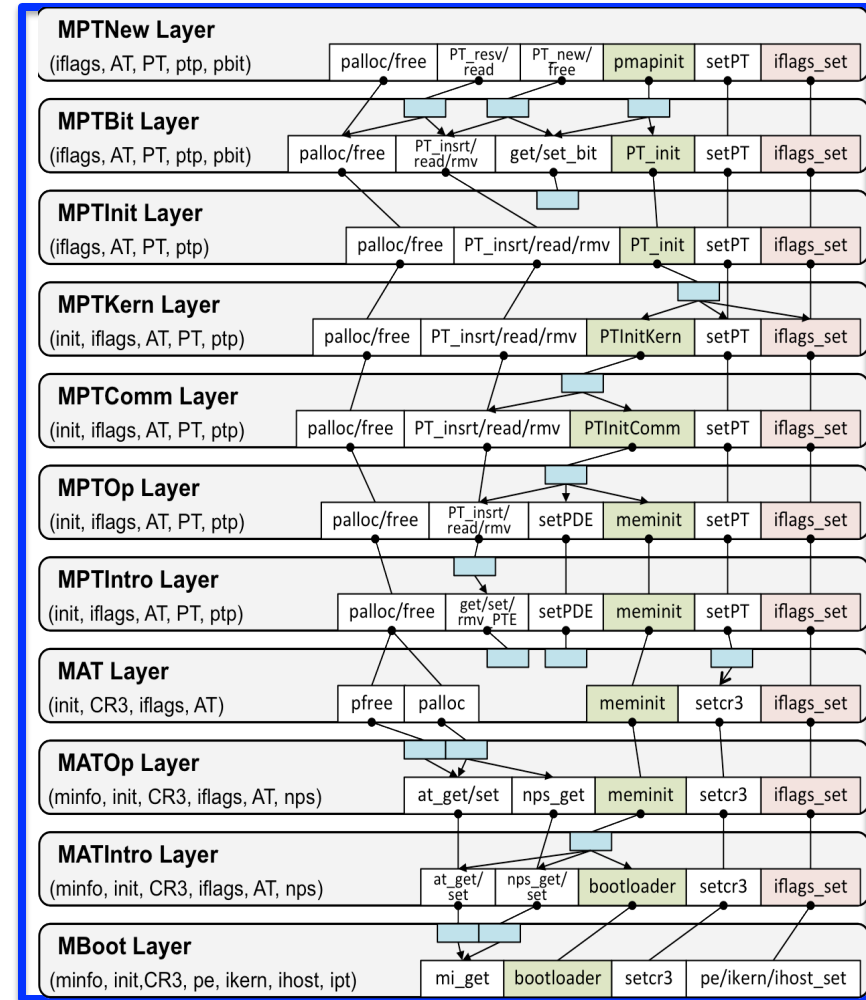 MPTNew Layer
(iflags, AT, PT, ptp, pbit)
palloc/free
PT_resv/
read
PT_new/
free
pmapinit
setPT
iflags_set
MPTBit Layer
(iflags, AT, PT, ptp, pbit)
palloc/free
PT_insrt/
read/rmv
get/set_bit
PT_init
setPT
iflags_set
MPTInit Layer
(iflags, AT, PT, ptp)
palloc/free
PT_insrt/read/rmv
PT_init
setPT
iflags_set
MPTKern Layer
(init, iflags, AT, PT, ptp)
palloc/free
PT_insrt/read/rmv
PTInitKern
setPT
iflags_set
MPTComm Layer
(init, iflags, AT, PT, ptp)
palloc/free
PT_insrt/read/rmv
PTInitComm
setPT
iflags_set
MPTOp Layer
(init, iflags, AT, PT, ptp)
palloc/free
PT_insrt/
read/rmv
setPDE
meminit
setPT
iflags_set
MPTIntro Layer
(init, iflags, AT, PT, ptp)
palloc/free
get/set/
rmv_PTE
setPDE
meminit
setPT
iflags_set
MAT Layer
(init, CR3, iflags, AT)
pfree
palloc
meminit
setcr3
iflags_set
MATOp Layer
(minfo, init, CR3, iflags, AT, nps)
at_get/set
nps_get
meminit
setcr3
iflags_set
MATIntro Layer
(minfo, init, CR3, iflags, AT, nps)
at_get/
set
nps_get/
set
bootloader
setcr3
iflags_set
MBoot Layer
(minfo, init,CR3, pe, ikern, ihost, ipt)
mi_get
bootloader
setcr3
pe/ikern/ihost_set